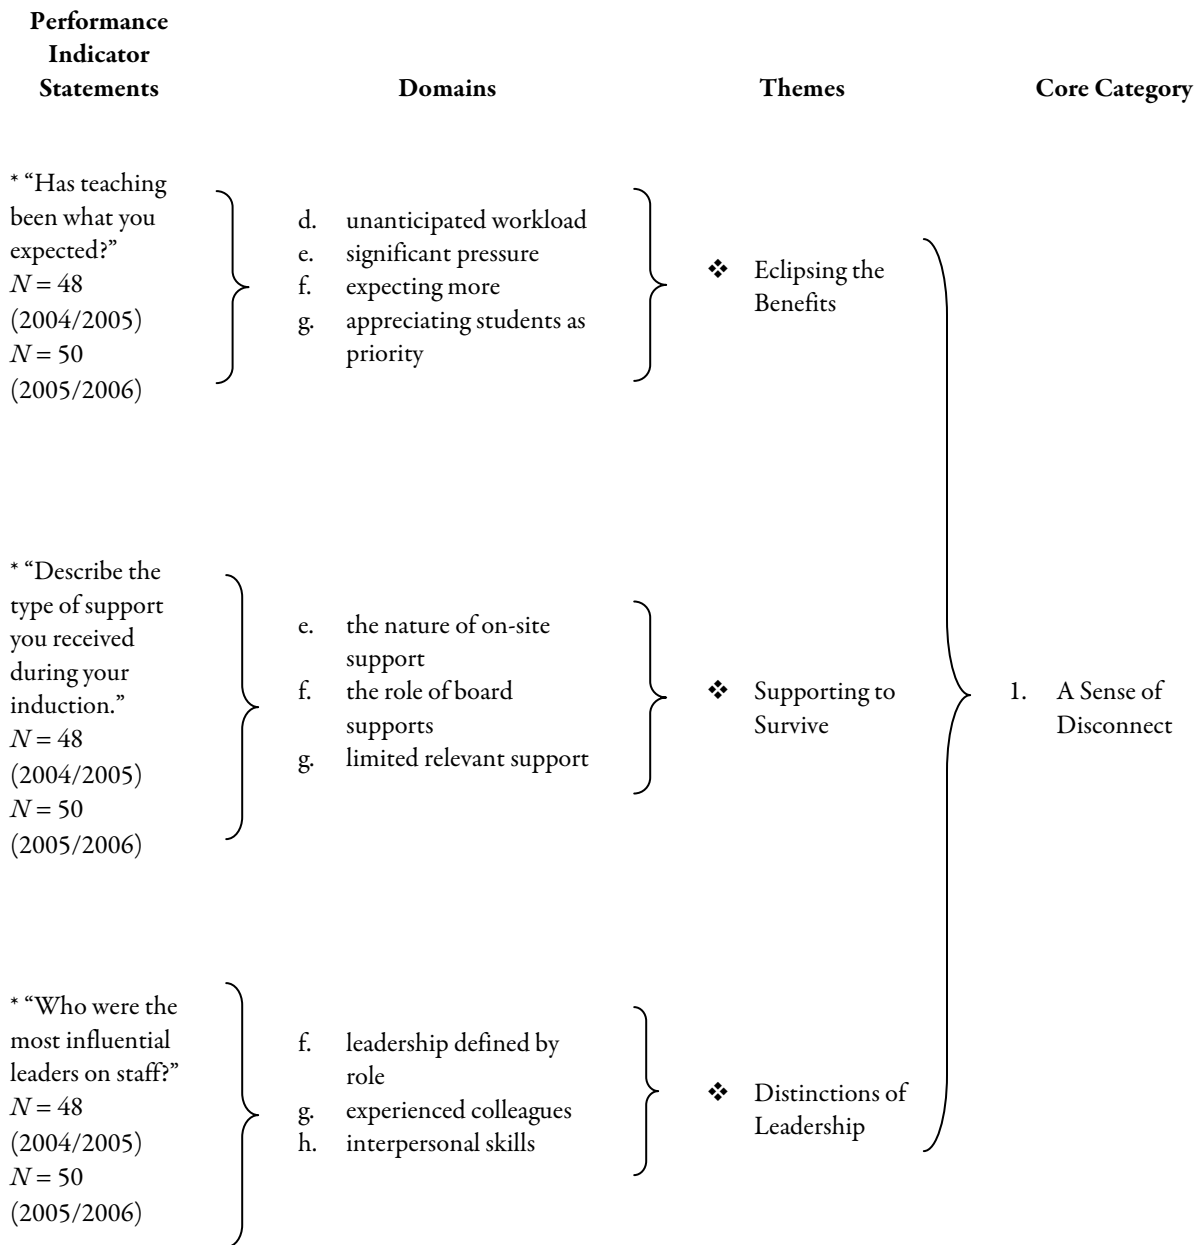 Performance
Indicator
Statements
Domains
Themes
Core Category
* “Has teaching
been what you
expected?”
N = 48
(2004/2005)
N = 50
(2005/2006)
d. unanticipated workload
e. significant pressure
f. expecting more
g. appreciating students as
priority
❖ Eclipsing the
Benefits
* “Describe the
type of support
you received
during your
induction.”
N = 48
(2004/2005)
N = 50
(2005/2006)
e. the nature of on-site
support
f. the role of board
supports
g. limited relevant support
❖ Supporting to
Survive
1. A Sense of
Disconnect
* “Who were the
most influential
leaders on staff?”
N = 48
(2004/2005)
N = 50
(2005/2006)
f. leadership defined by
role
g. experienced colleagues
h. interpersonal skills
❖ Distinctions of
Leadership